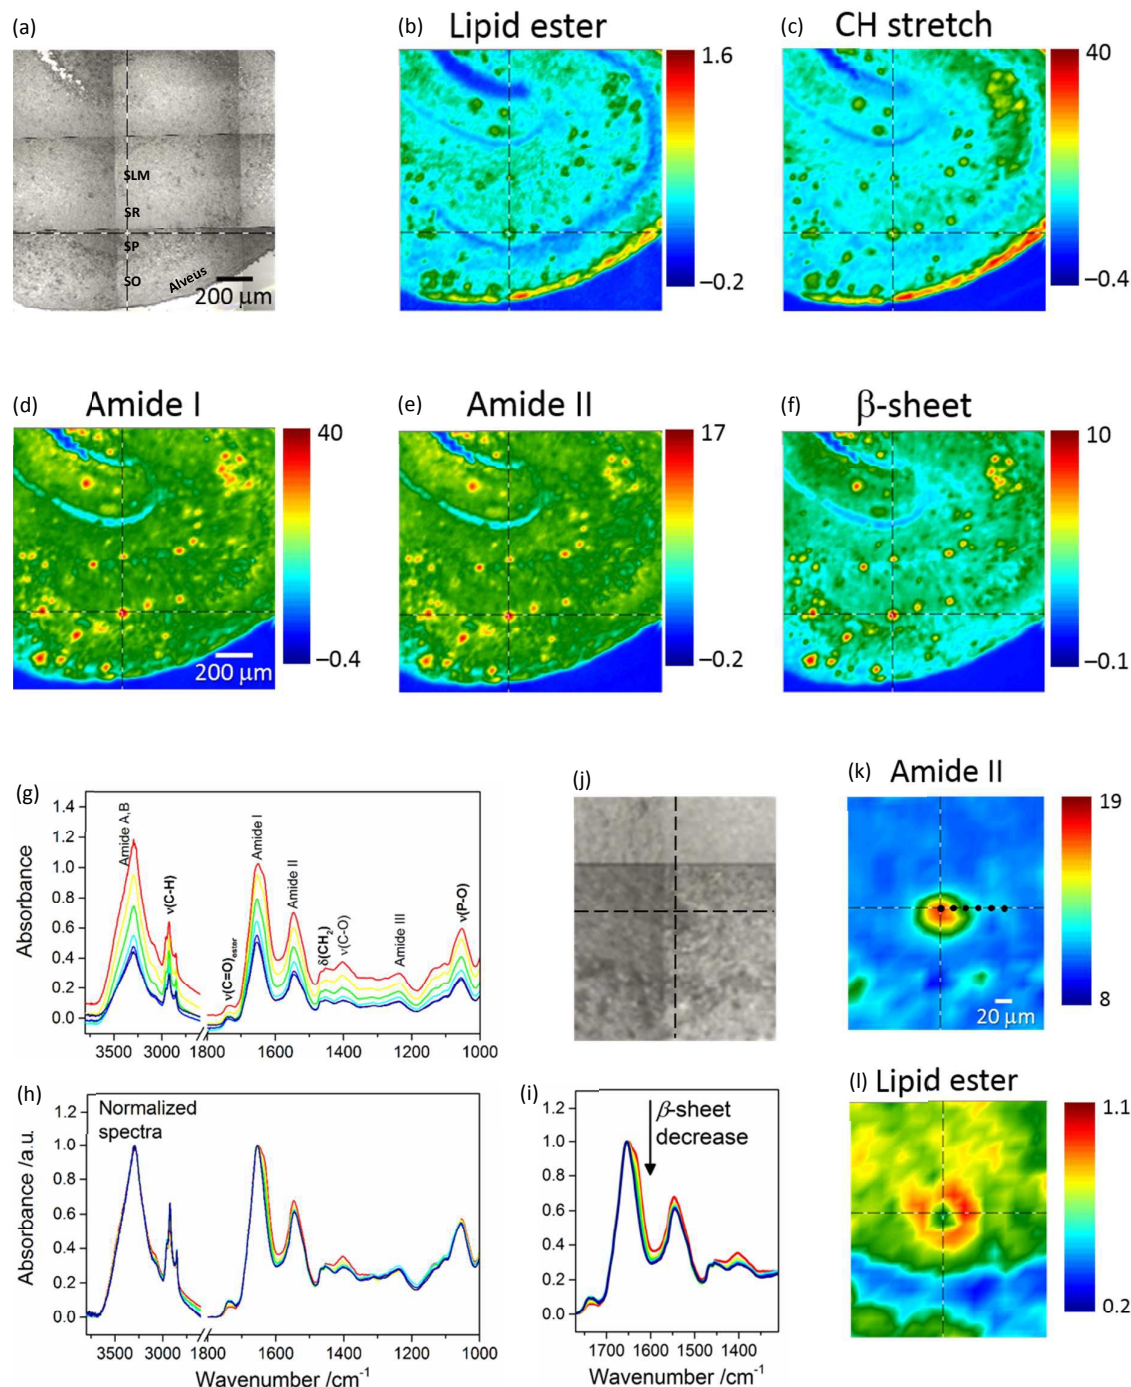 (a)
SLM
SR
SP
SO
Alveus
200 μm
(b)
Lipid ester
1.6
−0.2
(c)
CH stretch
40
−0.4
(d)
Amide I
40
−0.4
200 μm
(e)
Amide II
17
−0.2
(f)
β-sheet
10
−0.1
(g)
Absorbance
1.4
1.2
1.0
0.8
0.6
0.4
0.2
0.0
Amide A,B
ν(C-H)
ν(C=O)ester
Amide I
Amide II
δ(CH2)
ν(C-O)
Amide III
ν(P-O)
3500 3000 1800 1600 1400 1200 1000
(h)
Normalized
spectra
Absorbance /a.u.
1.2
1.0
0.8
0.6
0.4
0.2
0.0
3500 3000 1800 1600 1400 1200 1000
Wavenumber /cm-1
(i)
β-sheet
decrease
1.2
1.0
0.8
0.6
0.4
0.2
0.0
1700 1600 1500 1400
Wavenumber /cm-1
(j)
(k)
Amide II
19
8
20 μm
(l)
Lipid ester
1.1
0.2